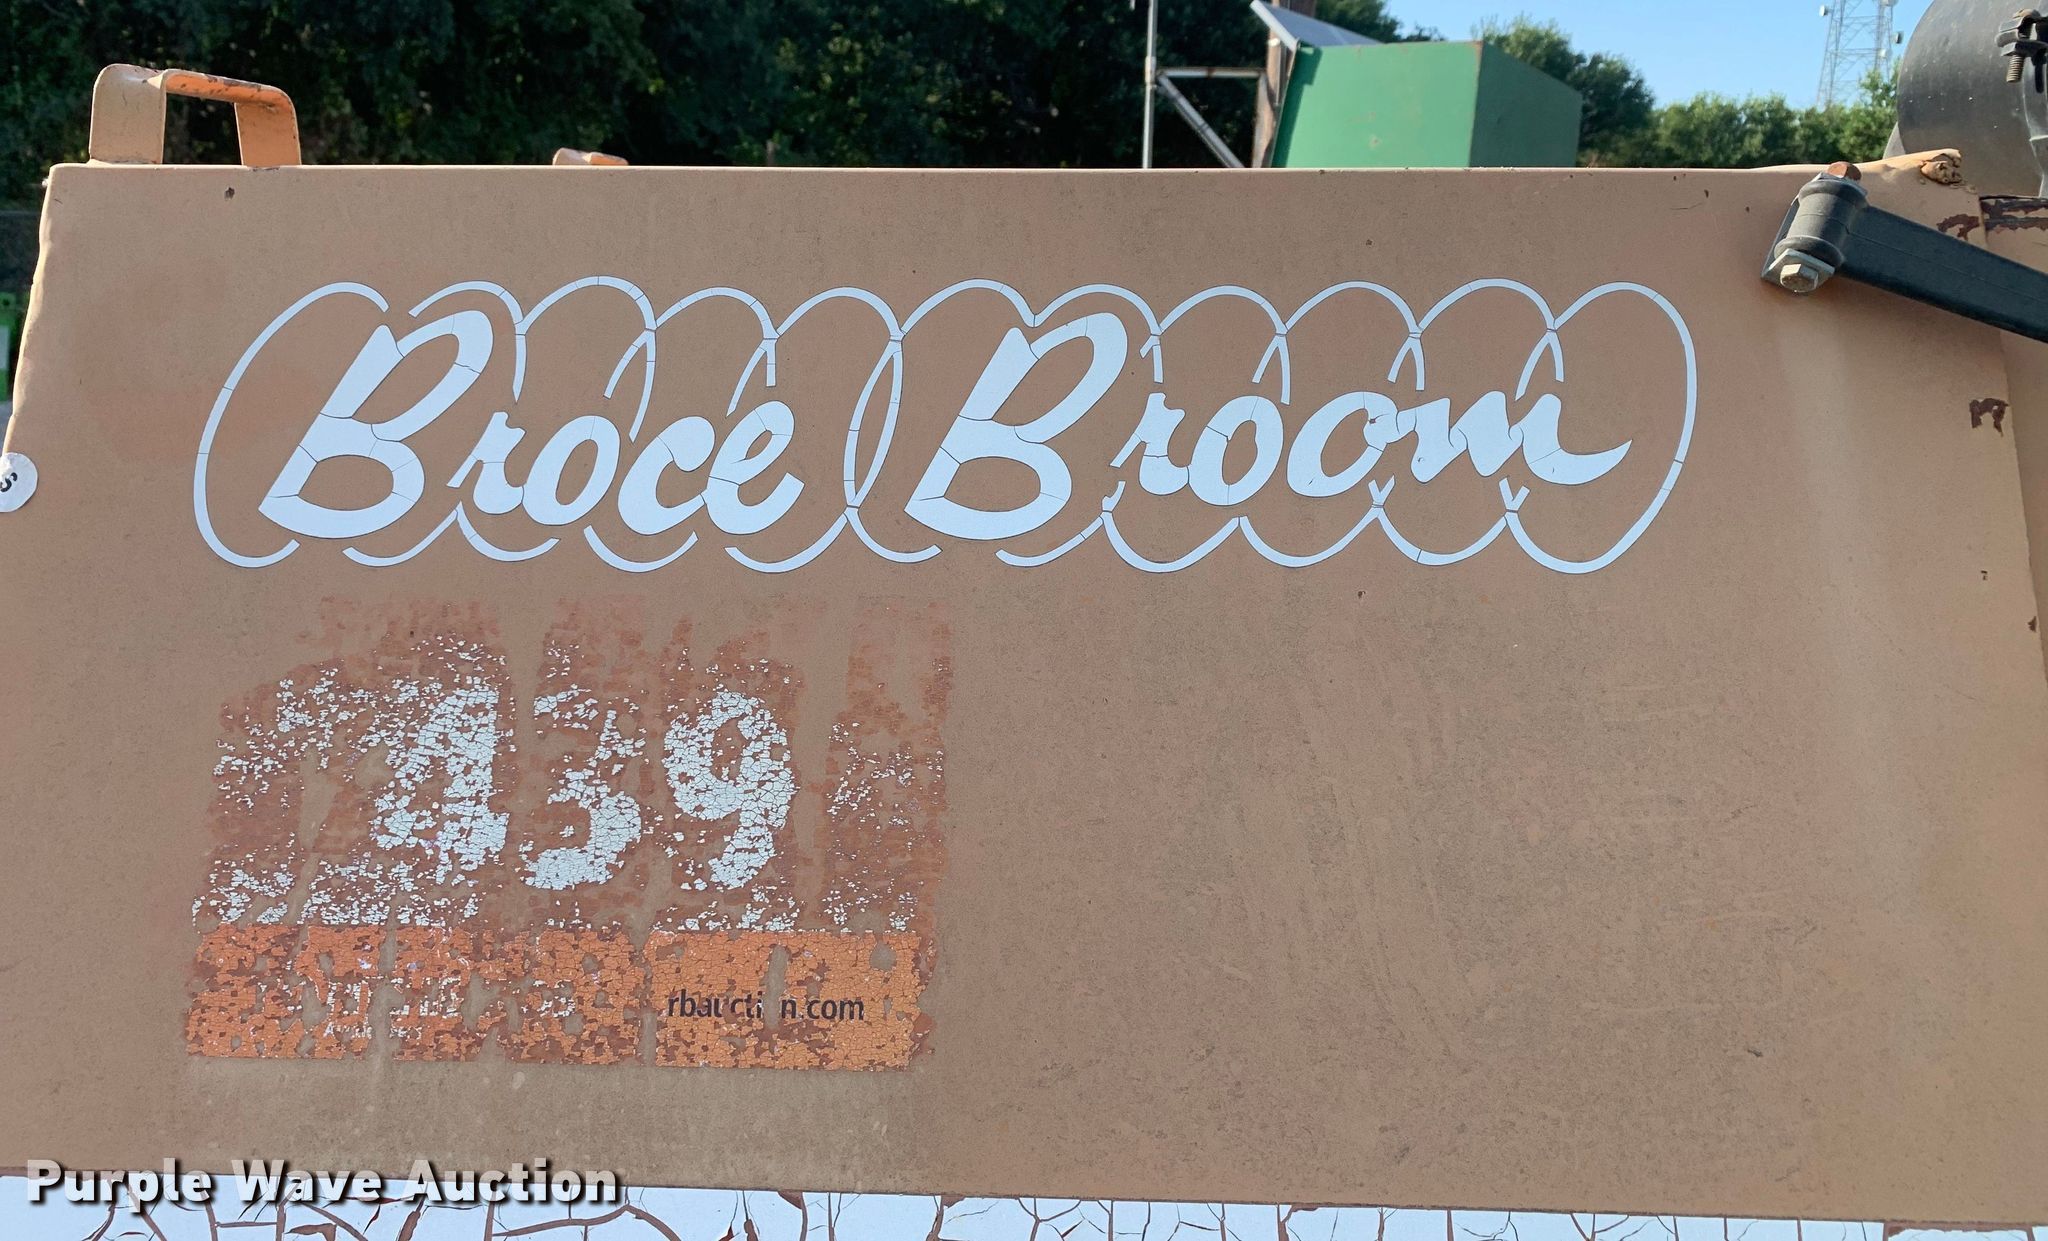 Broce Broom
S
439
rbauction.com
Purple Wave Auction